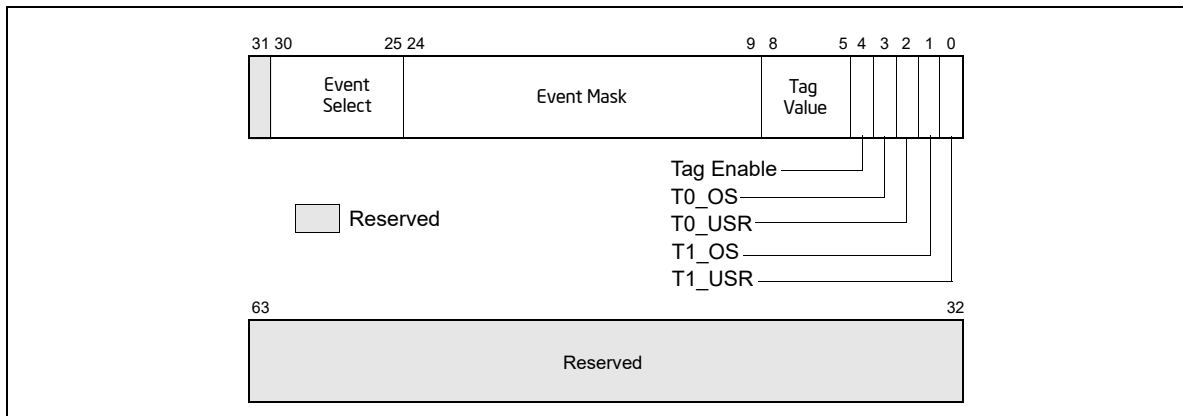 31 30 25 24 9 8 5 4 3 2 1 0
Event
Select
Event Mask
Tag
Value
Tag Enable
T0_OS
T0_USR
T1_OS
T1_USR
Reserved
63 32
Reserved